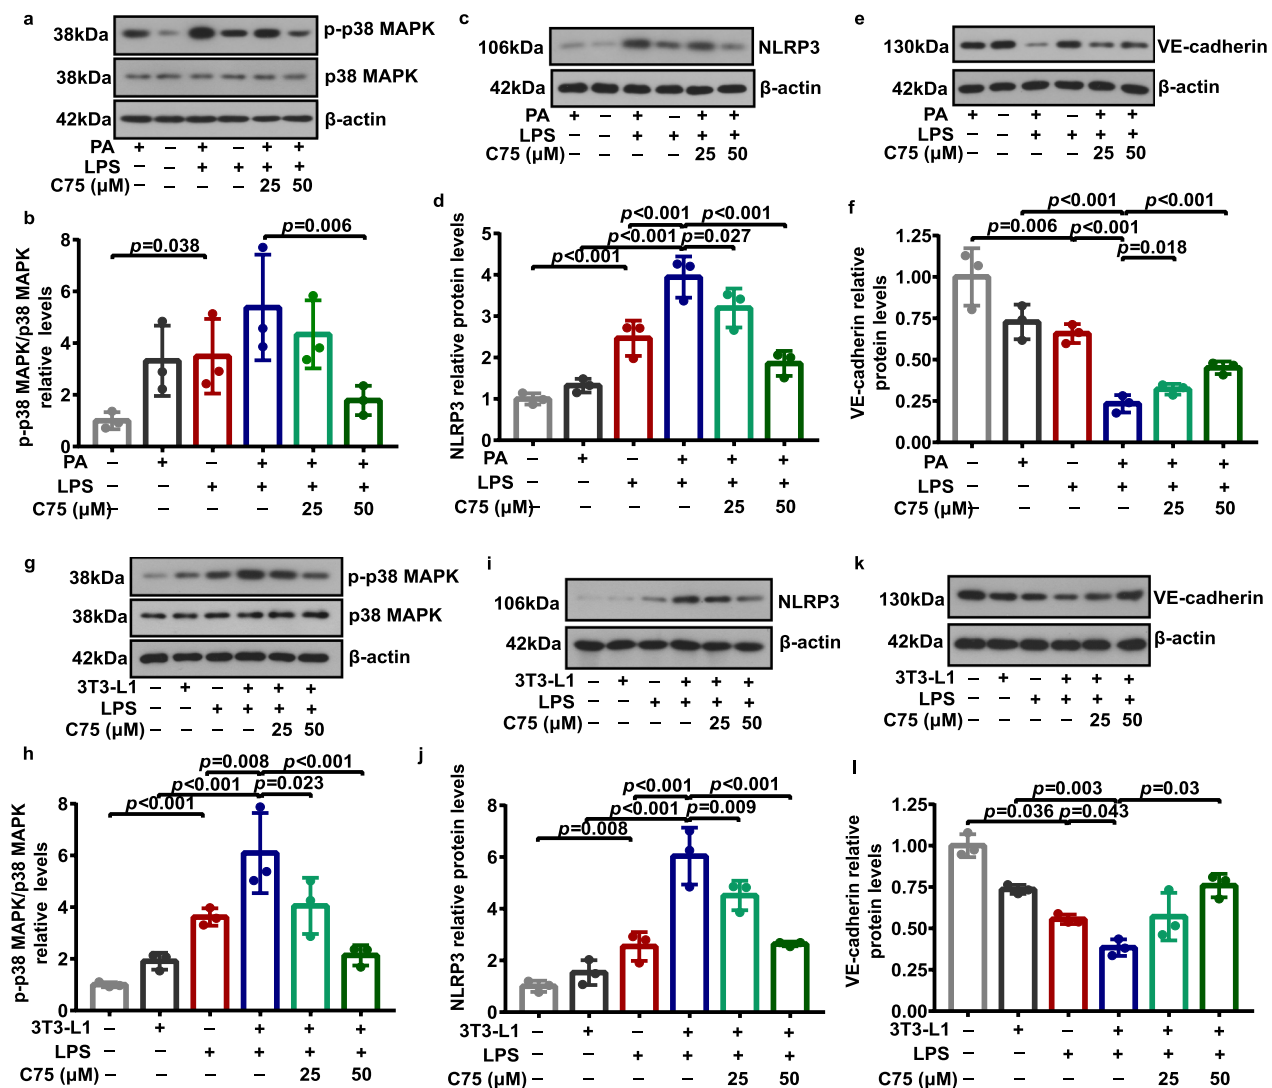 a
38kDa p-p38 MAPK
38kDa p38 MAPK
42kDa β-actin
PA + − + − + +
LPS − − + + + +
C75 (μM) − − − − 25 50
c
106kDa NLRP3
42kDa β-actin
PA + − + − + +
LPS − − + + + +
C75 (μM) − − − − 25 50
e
130kDa VE-cadherin
42kDa β-actin
PA + − + − + +
LPS − − + + + +
C75 (μM) − − − − 25 50
b
p-p38 MAPK/p38 MAPK
relative levels
8
6
4
2
0
p=0.038
p=0.006
PA − + − + + +
LPS − − + + + +
C75 (μM) − − − − 25 50
d
NLRP3 relative protein levels
5
4
3
2
1
0
p<0.001 p<0.001
p<0.001 p=0.027
p<0.001
PA − + − + + +
LPS − − + + + +
C75 (μM) − − − − 25 50
f
VE-cadherin relative
protein levels
1.25
1.00
0.75
0.50
0.25
0.00
p<0.001 p<0.001
p=0.006 p<0.001
p=0.018
PA − + − + + +
LPS − − + + + +
C75 (μM) − − − − 25 50
g
38kDa p-p38 MAPK
38kDa p38 MAPK
42kDa β-actin
3T3-L1 − + − + + +
LPS − − + + + +
C75 (μM) − − − − 25 50
i
106kDa NLRP3
42kDa β-actin
3T3-L1 − + − + + +
LPS − − + + + +
C75 (μM) − − − − 25 50
k
130kDa VE-cadherin
42kDa β-actin
3T3-L1 − + − + + +
LPS − − + + + +
C75 (μM) − − − − 25 50
h
p-p38 MAPK/p38 MAPK
relative levels
8
6
4
2
0
p=0.008 p<0.001
p<0.001 p=0.023
p<0.001
3T3-L1 − + − + + +
LPS − − + + + +
C75 (μM) − − − − 25 50
j
NLRP3 relative protein levels
8
6
4
2
0
p<0.001 p<0.001
p<0.001 p=0.009
p=0.008
3T3-L1 − + − + + +
LPS − − + + + +
C75 (μM) − − − − 25 50
l
VE-cadherin relative
protein levels
1.25
1.00
0.75
0.50
0.25
0.00
p=0.003 p=0.03
p=0.036 p=0.043
3T3-L1 − + − + + +
LPS − − + + + +
C75 (μM) − − − − 25 50